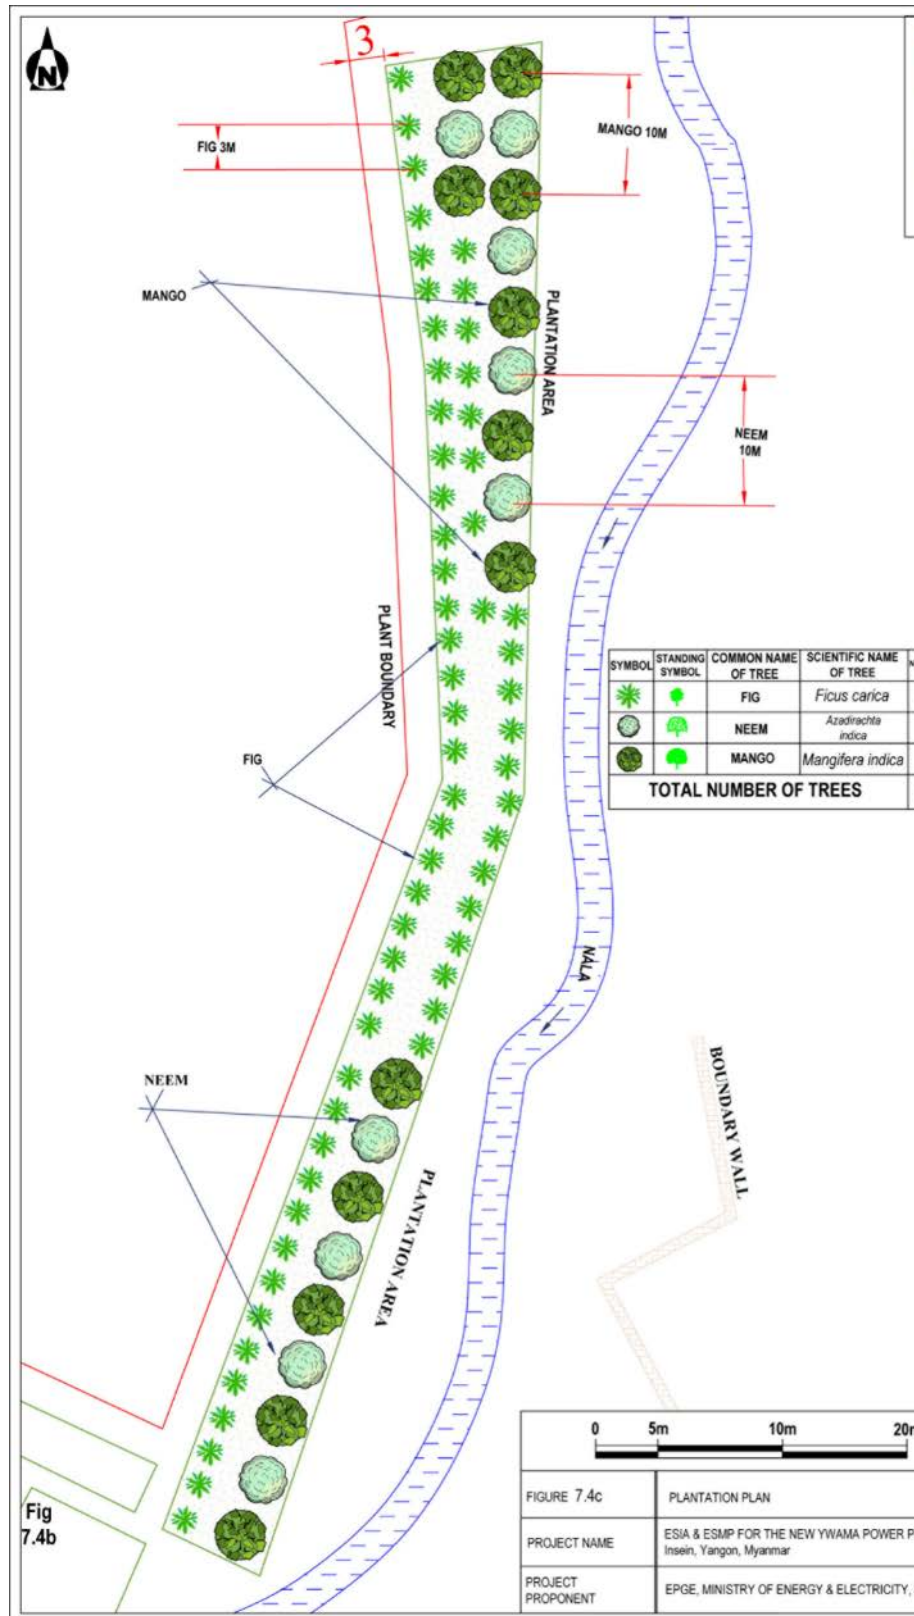 N
3
FIG 3M
MANGO 10M
MANGO
PLANTATION AREA
NEEM
10M
PLANT BOUNDARY
FIG
SYMBOL STANDING SYMBOL COMMON NAME OF TREE SCIENTIFIC NAME OF TREE
FIG Ficus carica
NEEM Azadirachta indica
MANGO Mangifera indica
TOTAL NUMBER OF TREES
NALA
NEEM
BOUNDARY WALL
PLANTATION AREA
0 5m 10m
Fig
7.4b
FIGURE 7.4c PLANTATION PLAN
PROJECT NAME ESIA & ESMP FOR THE NEW YWAMA POWER
Insein, Yangon, Myanmar
PROJECT PROPONENT EPGE, MINISTRY OF ENERGY & ELECTRICITY,